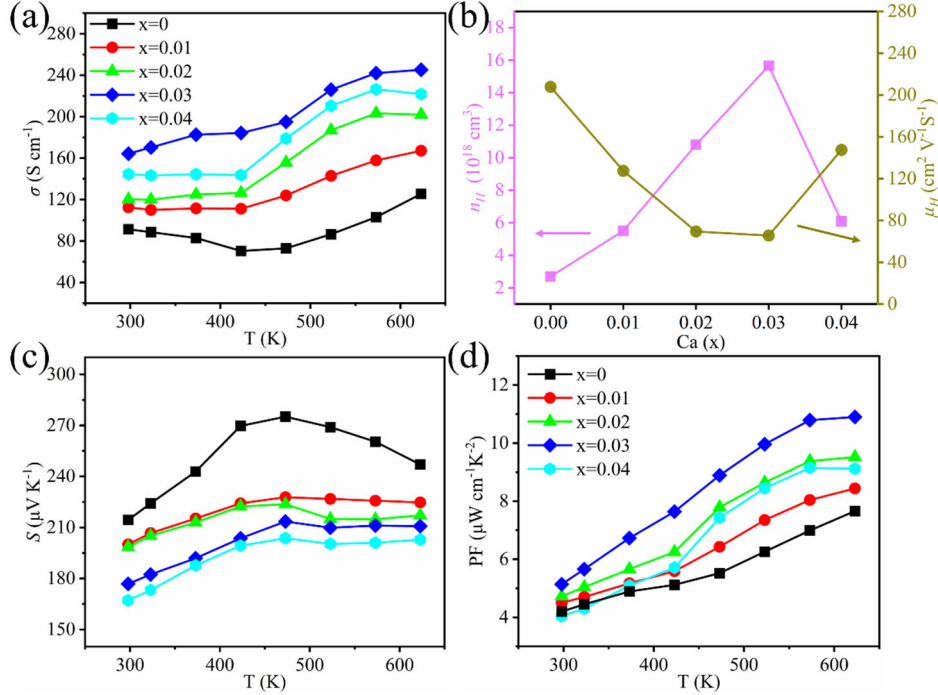 (a)
x=0
x=0.01
x=0.02
x=0.03
x=0.04
280
240
200
160
120
80
40
σ (S cm⁻¹)
300
400
500
600
T (K)
(b)
18
16
14
12
10
8
6
4
2
n_H (10¹⁸ cm³)
280
240
200
160
120
80
40
0
μ_H (cm² V⁻¹S⁻¹)
0.00
0.01
0.02
0.03
0.04
Ca (x)
(c)
300
270
240
210
180
150
S (μV K⁻¹)
300
400
500
600
T (K)
(d)
x=0
x=0.01
x=0.02
x=0.03
x=0.04
12
10
8
6
4
PF (μW cm⁻¹K⁻²)
300
400
500
600
T (K)